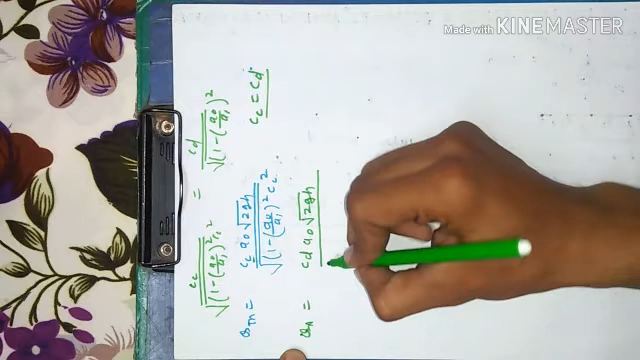 Made with KINEMASTER
Cc / √(1-(a0/a1)² Cc² = Cd / √(1-(a0/a1)²
Cc = Cd
QTh = Cc a0 √2gh / √(1-(a0/a1)² Cc²
QA = Cd a0 √2gh